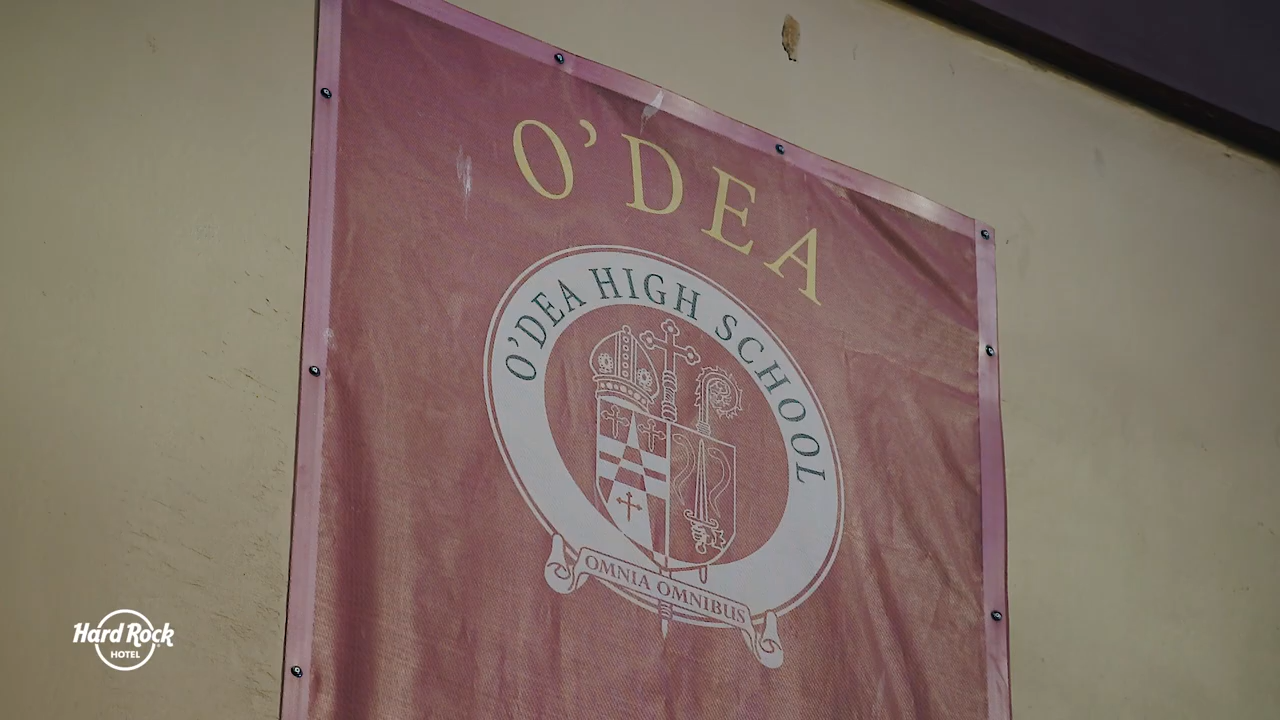 O'DEA
O'DEA HIGH SCHOOL
OMNIA OMNIBUS
Hard Rock
HOTEL